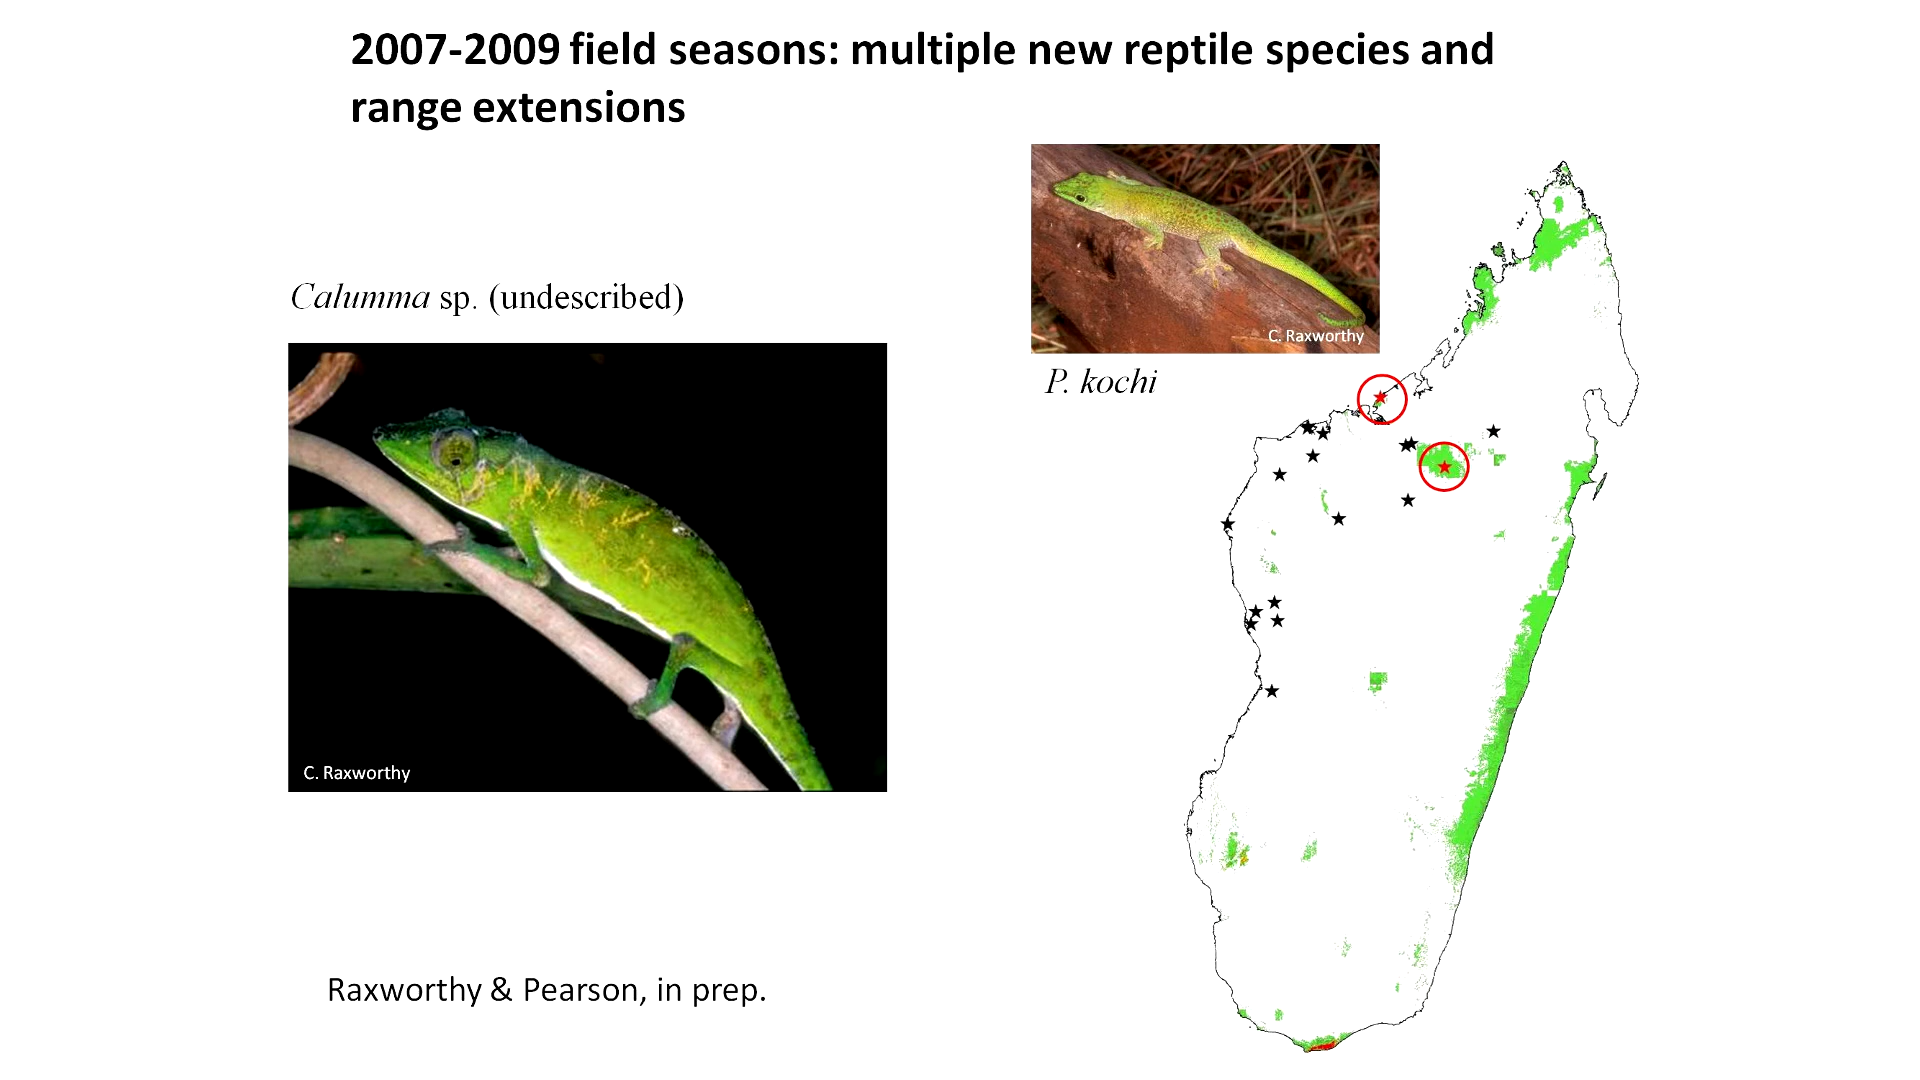 2007-2009 field seasons: multiple new reptile species and
range extensions
Calumma sp. (undescribed)
C. Raxworthy
P. kochi
C. Raxworthy
Raxworthy & Pearson, in prep.